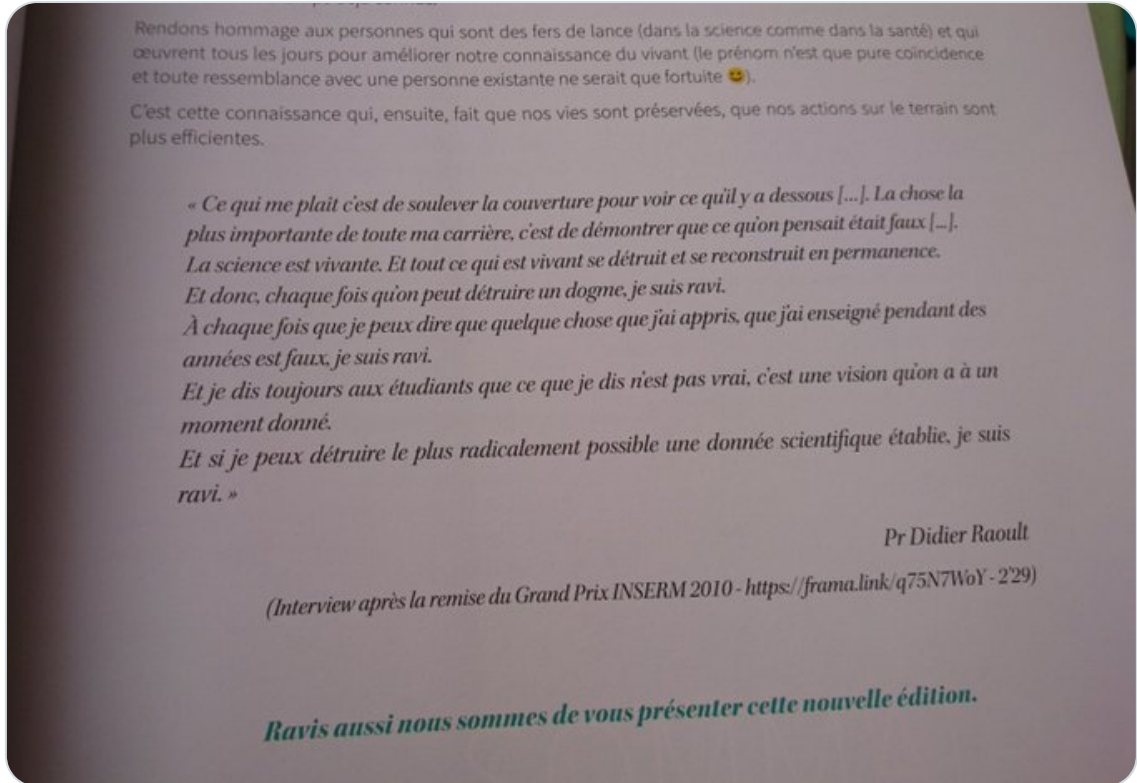 Rendons hommage aux personnes qui sont des fers de lance (dans la science comme dans la santé) et qui
œuvrent tous les jours pour améliorer notre connaissance du vivant (le prénom n'est que pure coïncidence
et toute ressemblance avec une personne existante ne serait que fortuite 😀).
C'est cette connaissance qui, ensuite, fait que nos vies sont préservées, que nos actions sur le terrain sont
plus efficientes.
« Ce qui me plait c'est de soulever la couverture pour voir ce qu'il y a dessous [...]. La chose la
plus importante de toute ma carrière, c'est de démontrer que ce qu'on pensait était faux [...].
La science est vivante. Et tout ce qui est vivant se détruit et se reconstruit en permanence.
Et donc, chaque fois qu'on peut détruire un dogme, je suis ravi.
À chaque fois que je peux dire que quelque chose que j'ai appris, que j'ai enseigné pendant des
années est faux, je suis ravi.
Et je dis toujours aux étudiants que ce que je dis n'est pas vrai, c'est une vision qu'on a à un
moment donné.
Et si je peux détruire le plus radicalement possible une donnée scientifique établie, je suis
ravi. »
Pr Didier Raoult
(Interview après la remise du Grand Prix INSERM 2010 - https://frama.link/q75N7WoY - 2'29)
Ravis aussi nous sommes de vous présenter cette nouvelle édition.